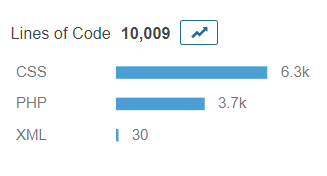 Lines of Code 10,009
CSS 6.3k
PHP 3.7k
XML 30